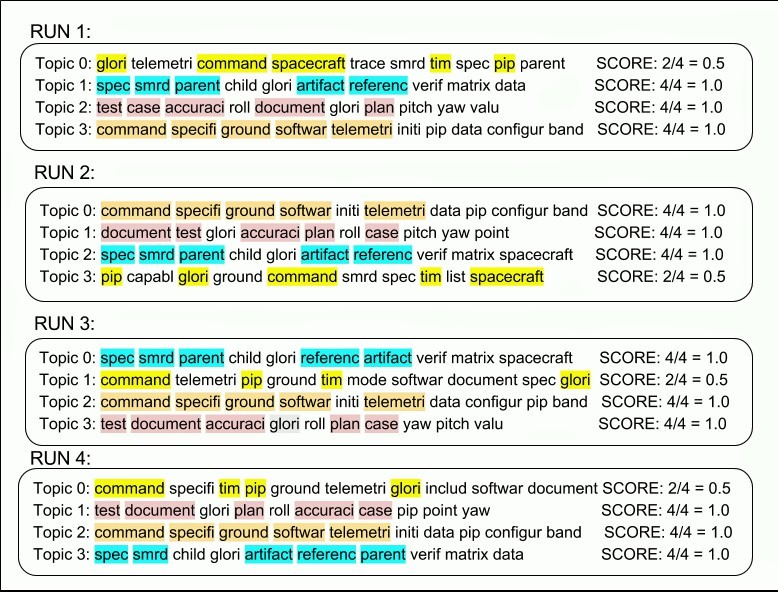 RUN 1:
Topic 0: glori telemetri command spacecraft trace smrd tim spec pip parent SCORE: 2/4 = 0.5
Topic 1: spec smrd parent child glori artifact referenc verif matrix data SCORE: 4/4 = 1.0
Topic 2: test case accuraci roll document glori plan pitch yaw valu SCORE: 4/4 = 1.0
Topic 3: command specifi ground softwar telemetri initi pip data configur band SCORE: 4/4 = 1.0
RUN 2:
Topic 0: command specifi ground softwar initi telemetri data pip configur band SCORE: 4/4 = 1.0
Topic 1: document test glori accuraci plan roll case pitch yaw point SCORE: 4/4 = 1.0
Topic 2: spec smrd parent child glori artifact referenc verif matrix spacecraft SCORE: 4/4 = 1.0
Topic 3: pip capabl glori ground command smrd spec tim list spacecraft SCORE: 2/4 = 0.5
RUN 3:
Topic 0: spec smrd parent child glori referenc artifact verif matrix spacecraft SCORE: 4/4 = 1.0
Topic 1: command telemetri pip ground tim mode softwar document spec glori SCORE: 2/4 = 0.5
Topic 2: command specifi ground softwar initi telemetri data configur pip band SCORE: 4/4 = 1.0
Topic 3: test document accuraci glori roll plan case yaw pitch valu SCORE: 4/4 = 1.0
RUN 4:
Topic 0: command specifi tim pip ground telemetri glori includ softwar document SCORE: 2/4 = 0.5
Topic 1: test document glori plan roll accuraci case pip point yaw SCORE: 4/4 = 1.0
Topic 2: command specifi ground softwar telemetri initi data pip configur band SCORE: 4/4 = 1.0
Topic 3: spec smrd child glori artifact referenc parent verif matrix data SCORE: 4/4 = 1.0